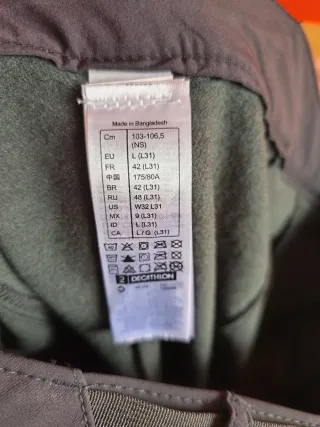 Made in Bangladesh
Cm 103-106,5 (NS)
EU L (L31)
FR 42 (L31)
中国 175/80A
BR 42 (L31)
RU 48 (L31)
US W32 L31
MX 9 (L31)
ID L (L31)
CA L / G (L31)
2 DECATHLON